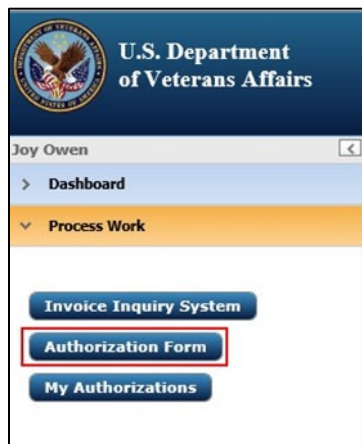 U.S. Department
of Veterans Affairs
Joy Owen
Dashboard
Process Work
Invoice Inquiry System
Authorization Form
My Authorizations